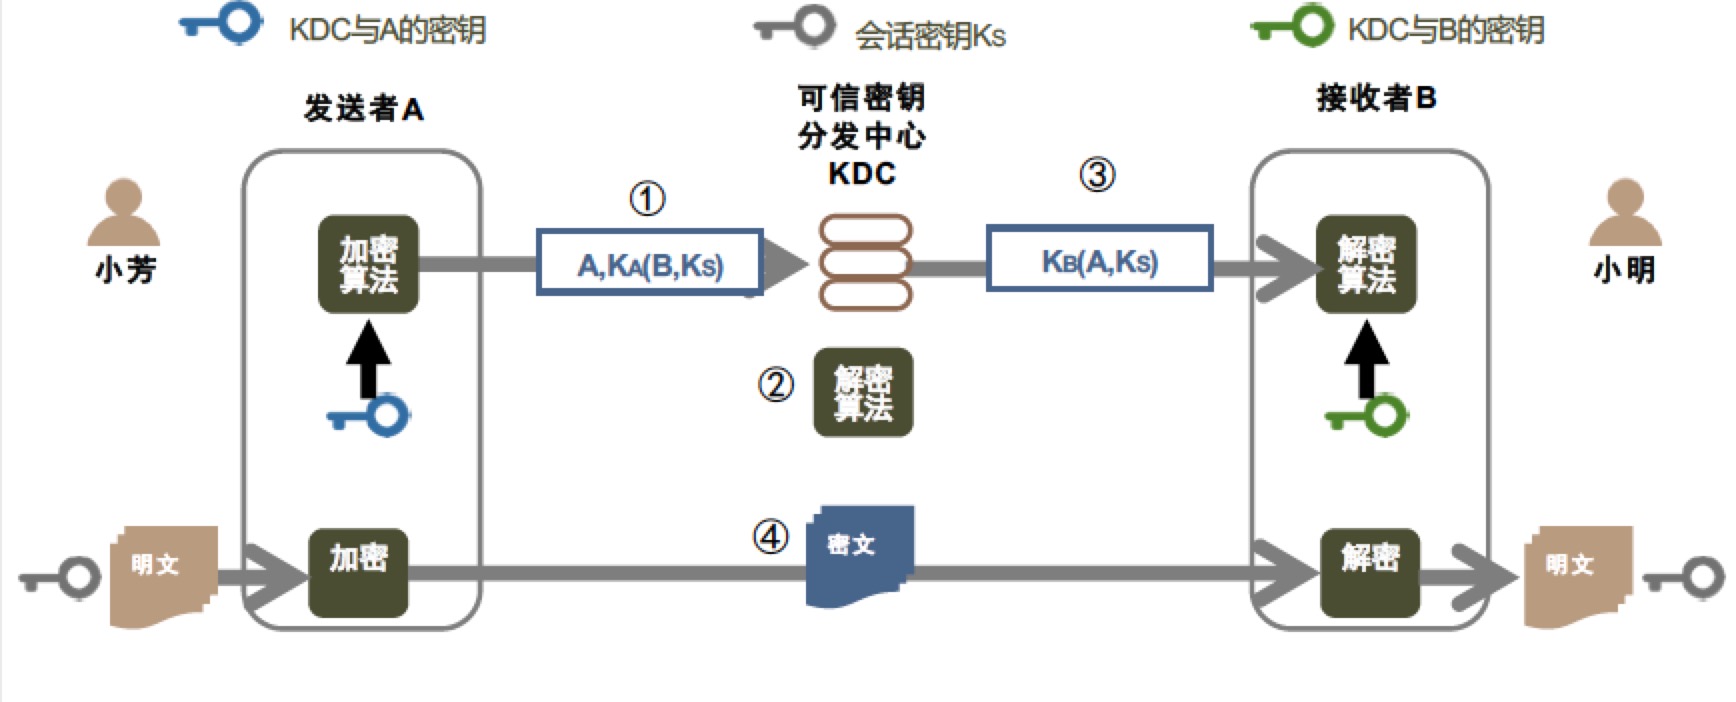 KDC与A的密钥
会话密钥Ks
KDC与B的密钥
发送者A
可信密钥
分发中心
KDC
接收者B
①
③
小芳
加密
算法
A,KA(B,Ks)
KB(A,Ks)
解密
算法
小明
②
解密
算法
④
明文
加密
密文
解密
明文